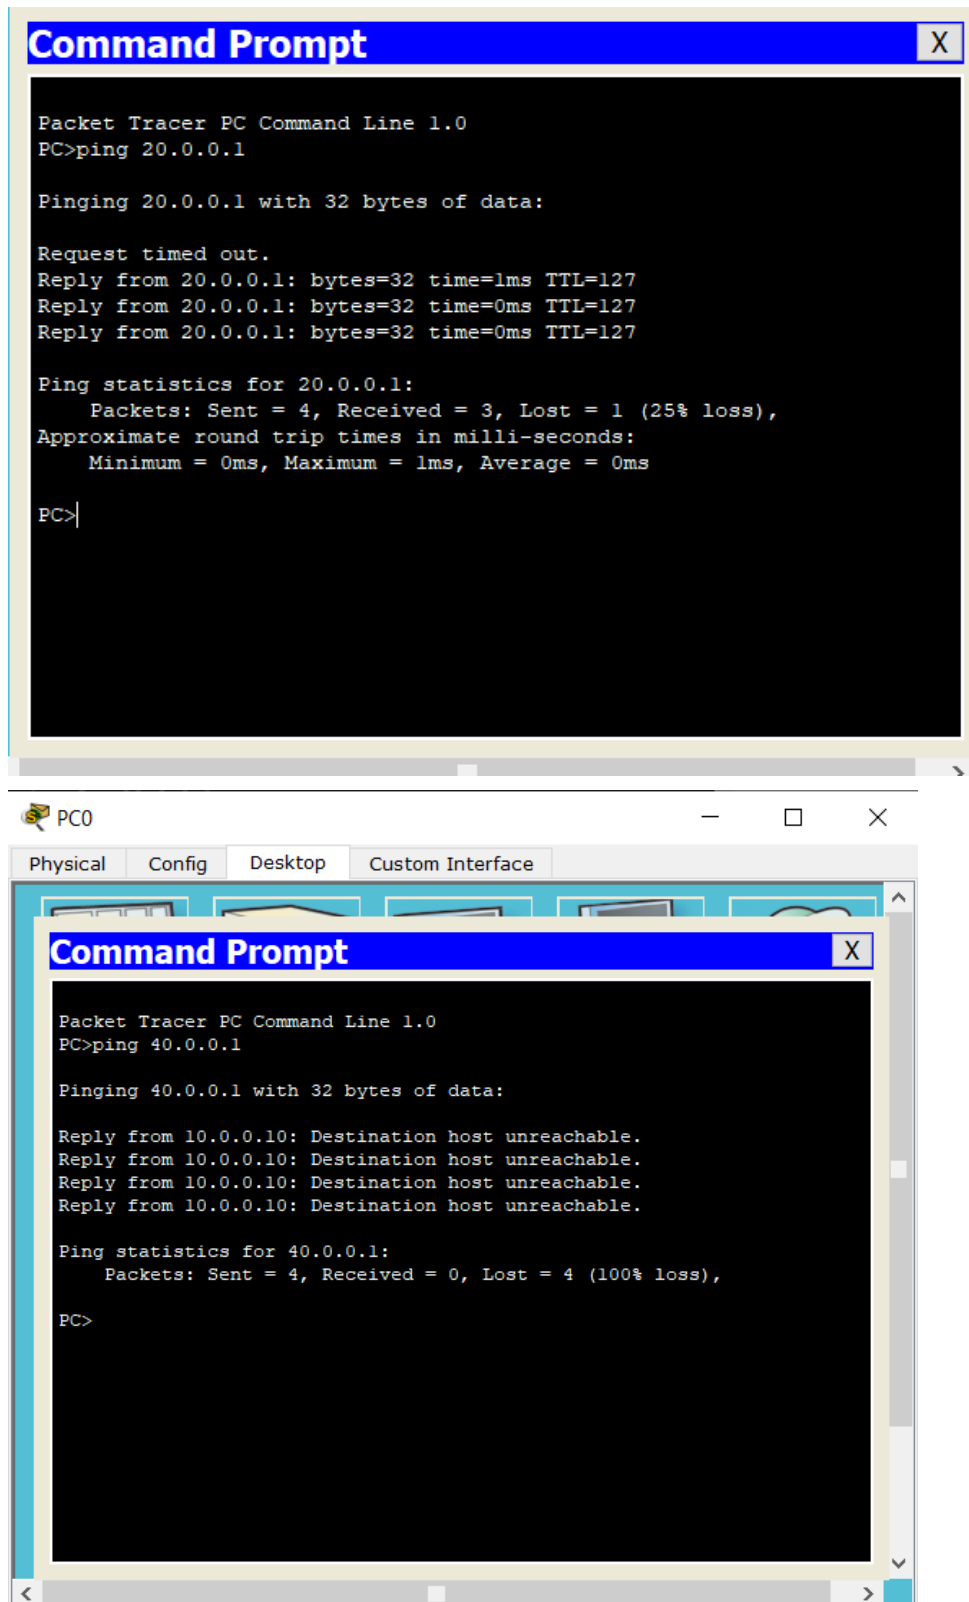 Command Prompt X
Packet Tracer PC Command Line 1.0
PC>ping 20.0.0.1
Pinging 20.0.0.1 with 32 bytes of data:
Request timed out.
Reply from 20.0.0.1: bytes=32 time=1ms TTL=127
Reply from 20.0.0.1: bytes=32 time=0ms TTL=127
Reply from 20.0.0.1: bytes=32 time=0ms TTL=127
Ping statistics for 20.0.0.1:
Packets: Sent = 4, Received = 3, Lost = 1 (25% loss),
Approximate round trip times in milli-seconds:
Minimum = 0ms, Maximum = 1ms, Average = 0ms
PC>
PC0
Physical Config Desktop Custom Interface
Command Prompt X
Packet Tracer PC Command Line 1.0
PC>ping 40.0.0.1
Pinging 40.0.0.1 with 32 bytes of data:
Reply from 10.0.0.10: Destination host unreachable.
Reply from 10.0.0.10: Destination host unreachable.
Reply from 10.0.0.10: Destination host unreachable.
Reply from 10.0.0.10: Destination host unreachable.
Ping statistics for 40.0.0.1:
Packets: Sent = 4, Received = 0, Lost = 4 (100% loss),
PC>